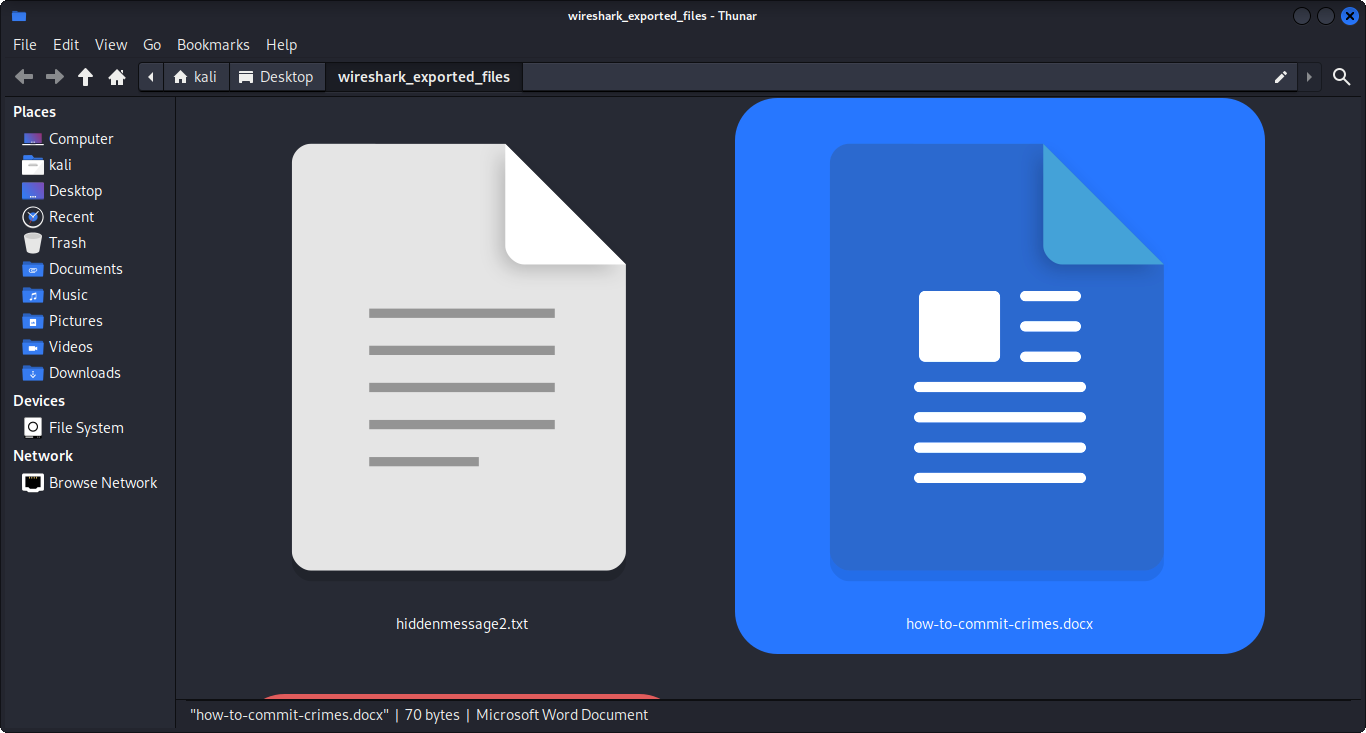 wireshark_exported_files - Thunar
File Edit View Go Bookmarks Help
kali Desktop wireshark_exported_files
Places
Computer
kali
Desktop
Recent
Trash
Documents
Music
Pictures
Videos
Downloads
Devices
File System
Network
Browse Network
hiddenmessage2.txt how-to-commit-crimes.docx
"how-to-commit-crimes.docx" | 70 bytes | Microsoft Word Document